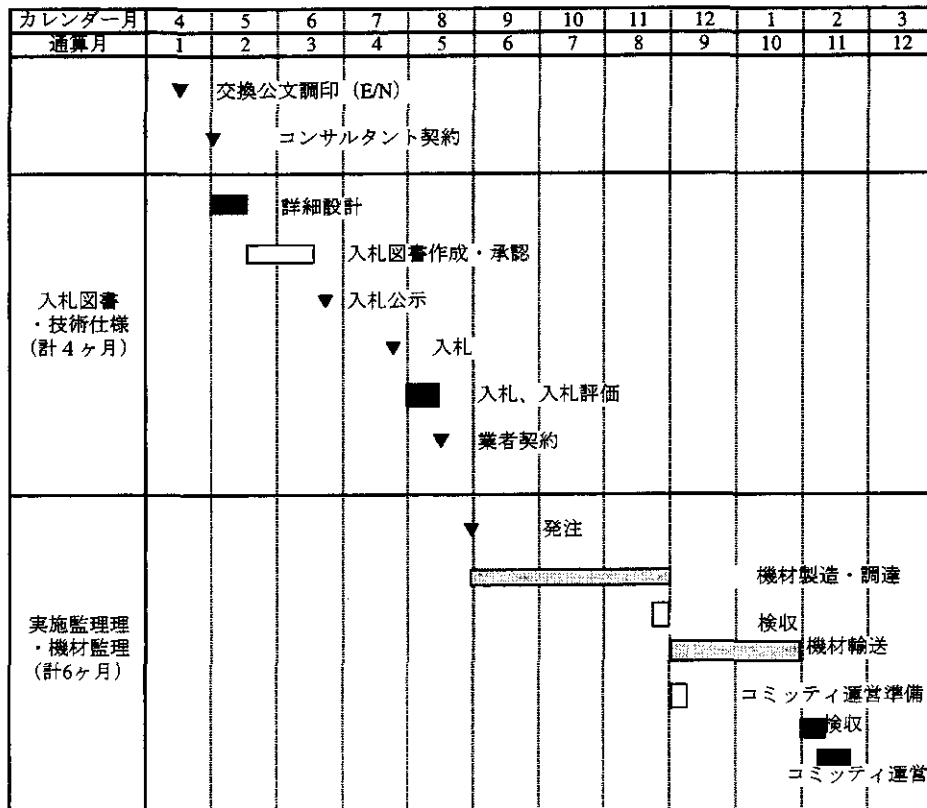 カレンダー月 4 5 6 7 8 9 10 11 12 1 2 3
通算月 1 2 3 4 5 6 7 8 9 10 11 12
交換公文調印（E/N）
コンサルタント契約
入札図書
・技術仕様
（計４ヶ月）
詳細設計
入札図書作成・承認
入札公示
入札
入札、入札評価
業者契約
実施監理理
・機材監理
（計6ヶ月）
発注
機材製造・調達
検収
機材輸送
コミッティ運営準備
検収
コミッティ運営